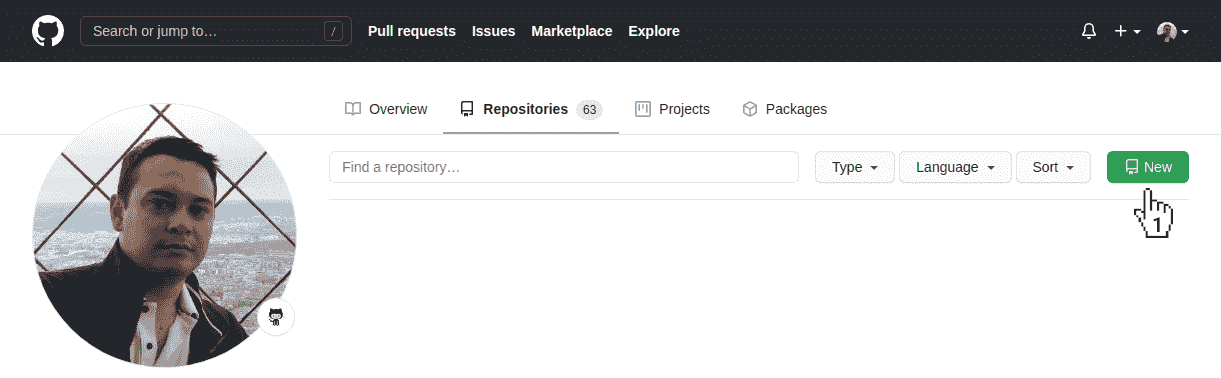 Search or jump to… /
Pull requests Issues Marketplace Explore
Overview Repositories 63 Projects Packages
Find a repository… Type Language Sort New
1